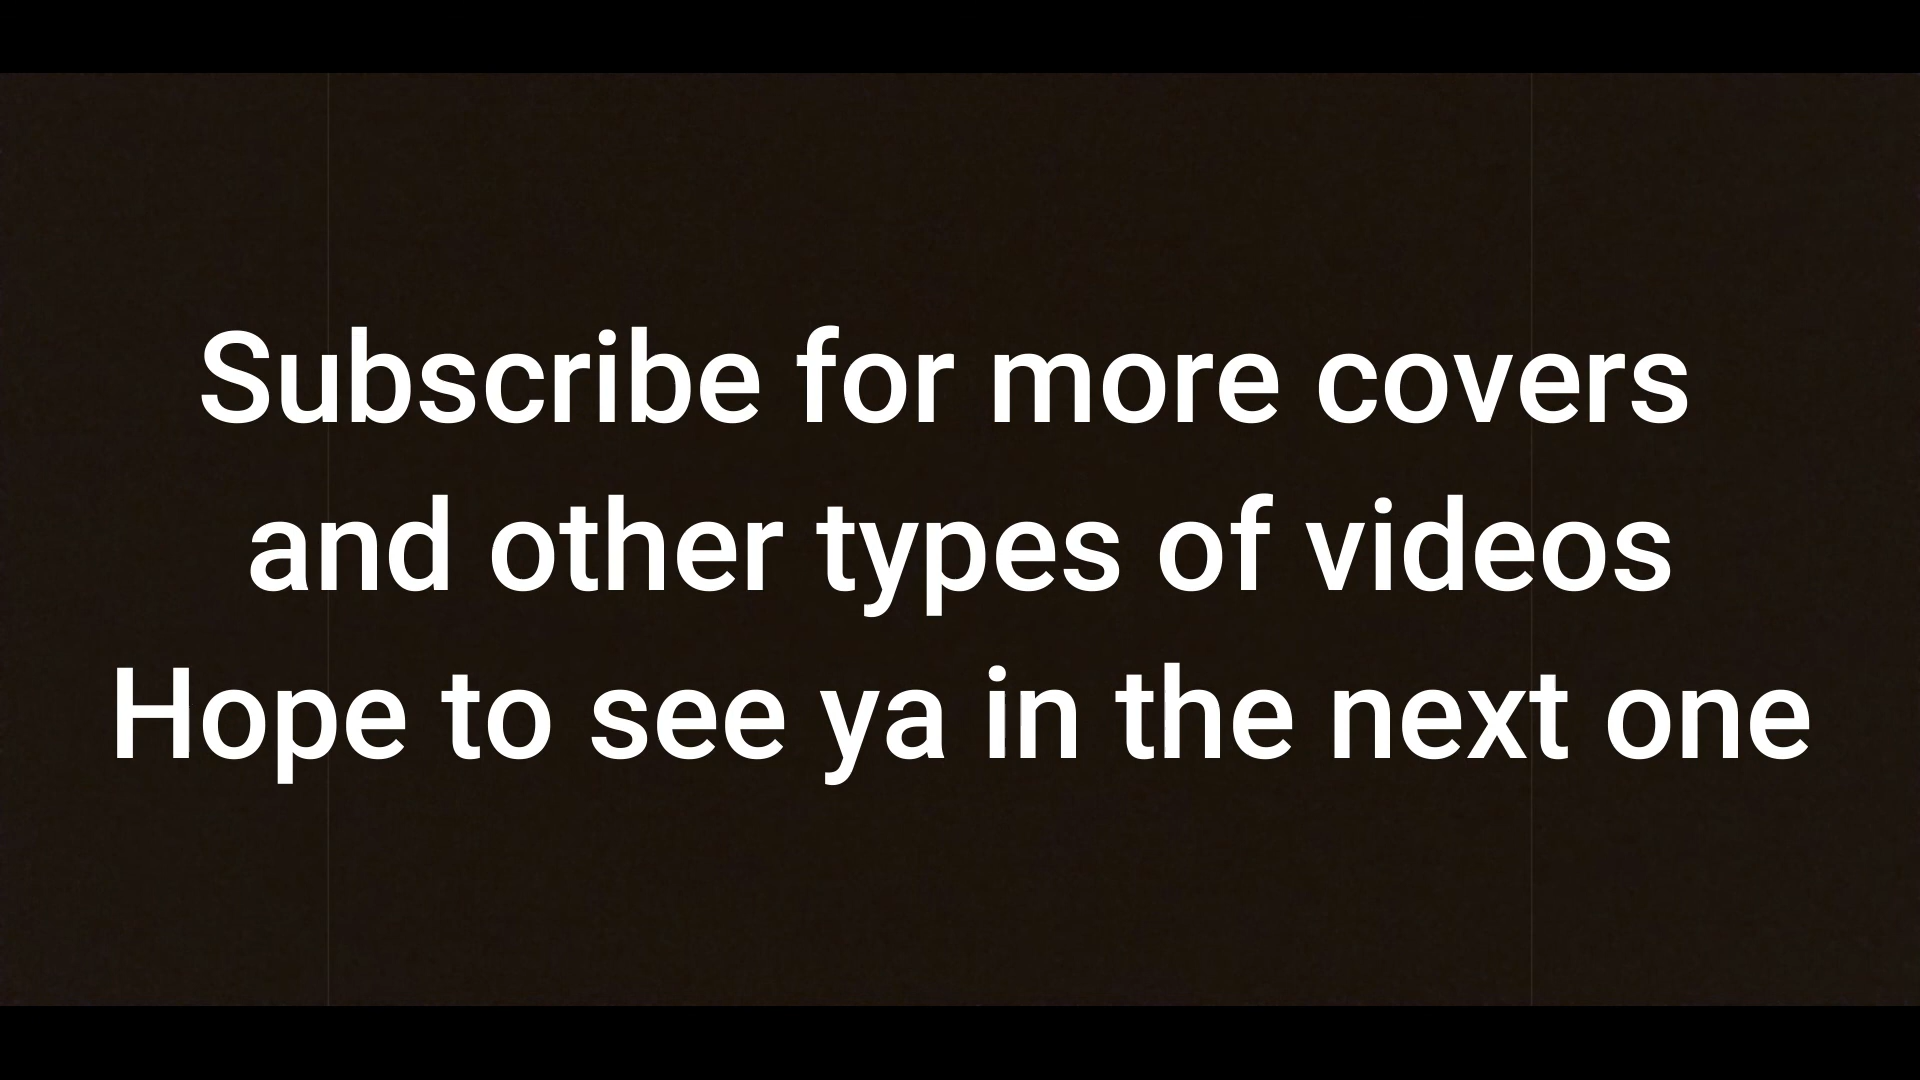 Subscribe for more covers
and other types of videos
Hope to see ya in the next one